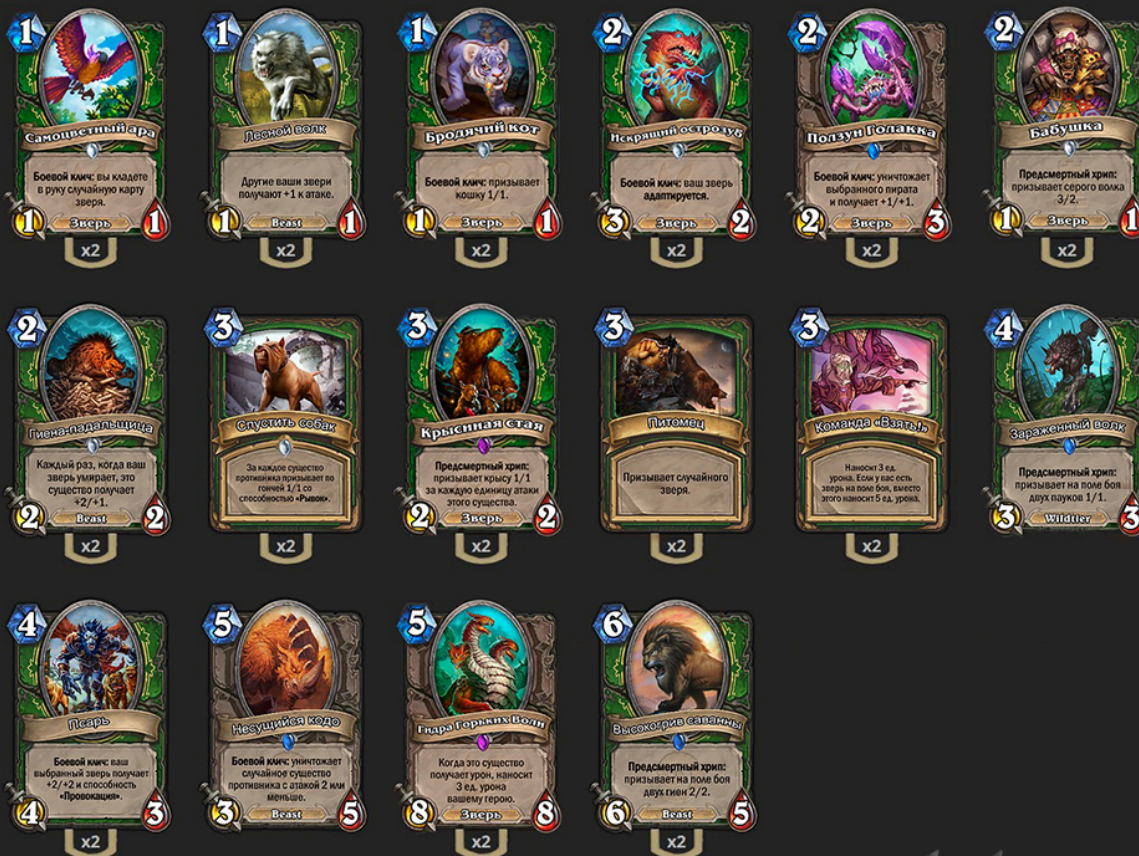 1
Самоцветный ара
Боевой клич: вы кладете
в руку случайную карту
зверя.
1
Зверь
1
x2
1
Лесной волк
Другие ваши звери
получают +1 к атаке.
1
Beast
1
x2
1
Бродячий кот
Боевой клич: призывает
кошку 1/1.
1
Зверь
1
x2
2
Искрящий острозуб
Боевой клич: ваш зверь
адаптируется.
3
Зверь
2
x2
2
Ползун Голакка
Боевой клич: уничтожает
выбранного пирата
и получает +1/+1.
2
Зверь
3
x2
2
Бабушка
Предсмертный хрип:
призывает серого волка
3/2.
1
Зверь
1
x2
2
Гиена-падальщица
Каждый раз, когда ваш
зверь умирает, это
существо получает
+2/+1.
2
Beast
2
x2
3
Спустить собак
За каждое существо
противника призывает по
гончей 1/1 со
способностью «Рывок».
x2
3
Крысиная стая
Предсмертный хрип:
призывает крысу 1/1
за каждую единицу атаки
этого существа.
2
Зверь
2
x2
3
Питомец
Призывает случайного
зверя.
x2
3
Команда «Взять!»
Наносит 3 ед.
урона. Если у вас есть
зверь на поле боя, вместо
этого наносит 5 ед. урона.
x2
4
Зараженный волк
Предсмертный хрип:
призывает на поле боя
двух пауков 1/1.
3
Wildtier
3
x2
4
Псарь
Боевой клич: ваш
выбранный зверь получает
+2/+2 и способность
«Провокация».
4
3
x2
5
Несущийся кодо
Боевой клич: уничтожает
случайное существо
противника с атакой 2 или
меньше.
3
Beast
5
5
Гидра Горьких Волн
Когда это существо
получает урон, наносит
3 ед. урона
вашему герою.
8
Зверь
8
x2
6
Высокогрив саванны
Предсмертный хрип:
призывает на поле боя
двух гиен 2/2.
6
Beast
5
x2